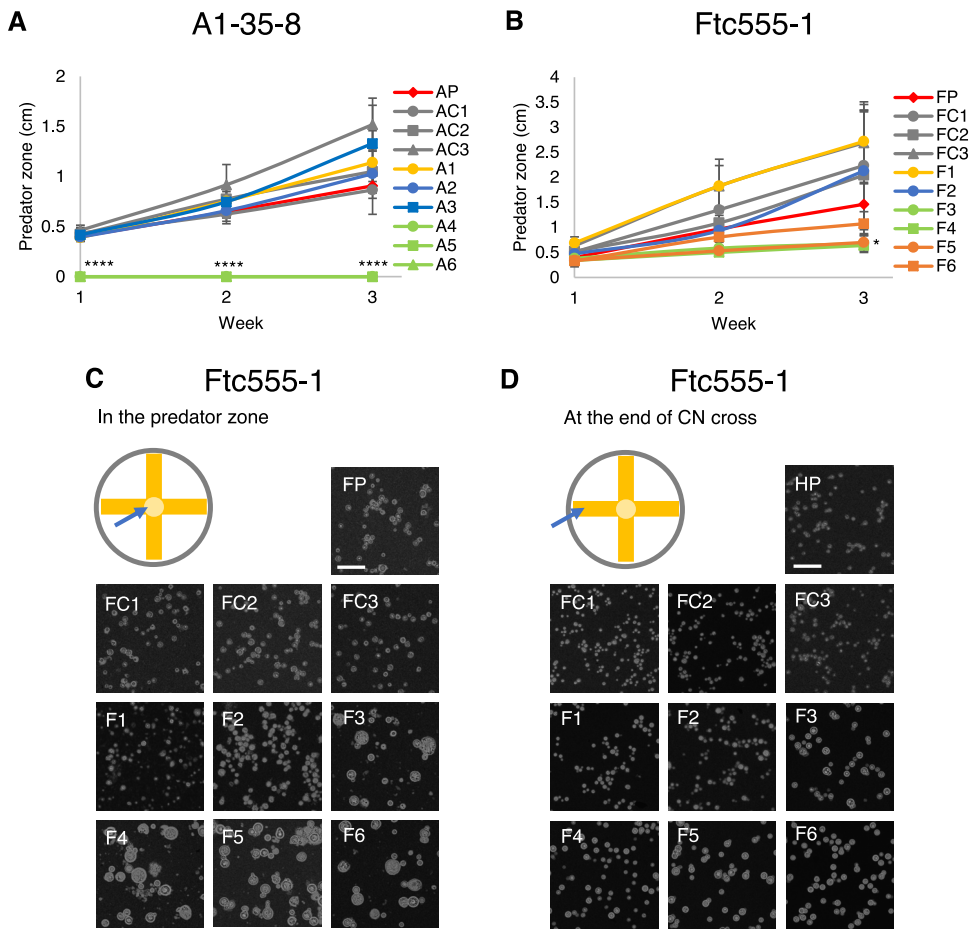 A
A1-35-8
Predator zone (cm)
2
1.5
1
0.5
0
****
****
****
1
2
3
Week
AP
AC1
AC2
AC3
A1
A2
A3
A4
A5
A6
B
Ftc555-1
Predator zone (cm)
4
3.5
3
2.5
2
1.5
1
0.5
0
*
1
2
3
Week
FP
FC1
FC2
FC3
F1
F2
F3
F4
F5
F6
C
Ftc555-1
In the predator zone
FP
FC1
FC2
FC3
F1
F2
F3
F4
F5
F6
D
Ftc555-1
At the end of CN cross
HP
FC1
FC2
FC3
F1
F2
F3
F4
F5
F6